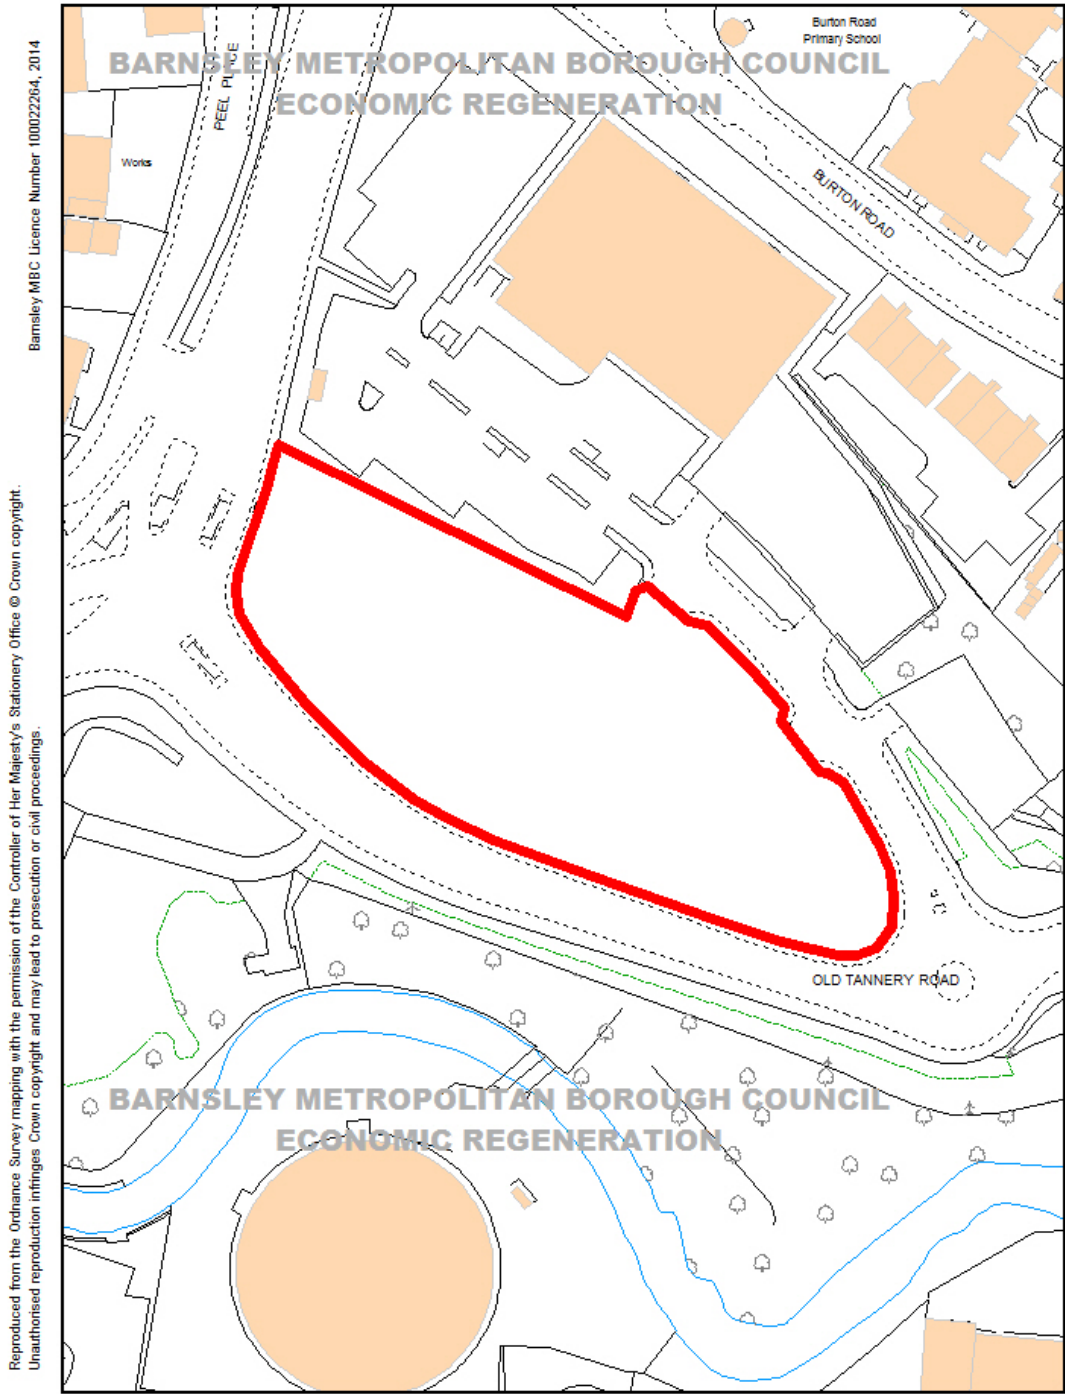 BARNSLEY METROPOLITAN BOROUGH COUNCIL
ECONOMIC REGENERATION
Burton Road
Primary School
PEEL PLACE
Works
BURTON ROAD
OLD TANNERY ROAD
BARNSLEY METROPOLITAN BOROUGH COUNCIL
ECONOMIC REGENERATION
Reproduced from the Ordnance Survey mapping with the permission of the Controller of Her Majesty's Stationery Office © Crown copyright.
Unauthorised reproduction infringes Crown copyright and may lead to prosecution or civil proceedings.
Barnsley MBC Licence Number 100022264, 2014